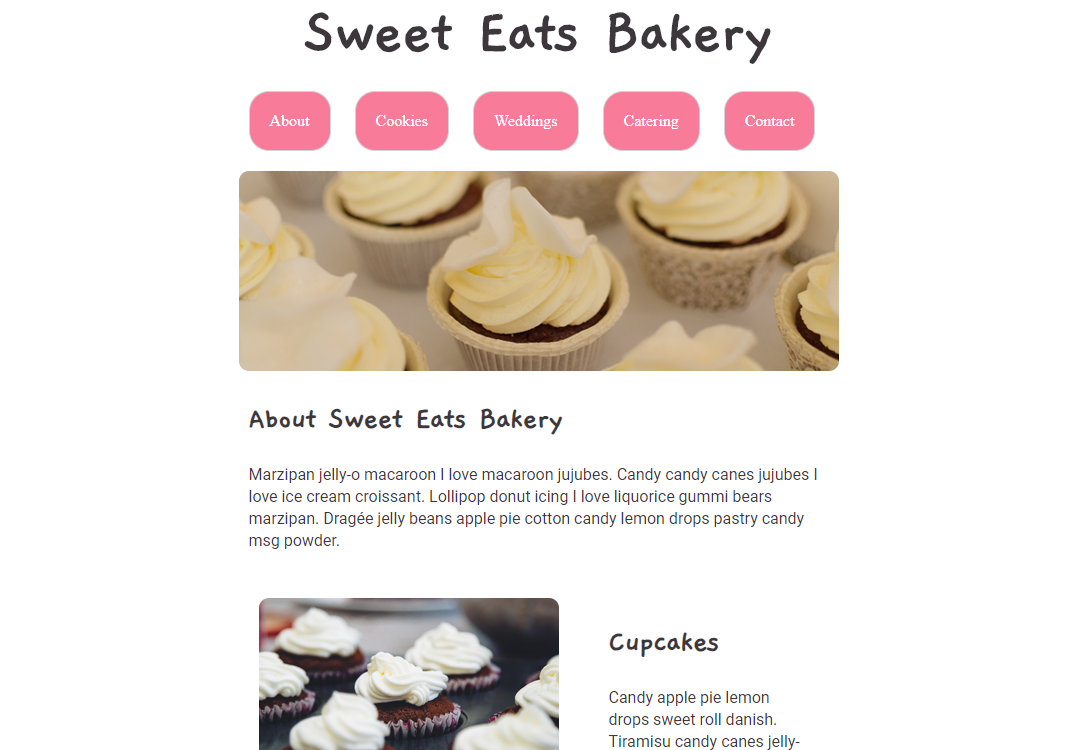 Sweet Eats Bakery
About Cookies Weddings Catering Contact
About Sweet Eats Bakery
Marzipan jelly-o macaroon I love macaroon jujubes. Candy candy canes jujubes I
love ice cream croissant. Lollipop donut icing I love liquorice gummi bears
marzipan. Dragée jelly beans apple pie cotton candy lemon drops pastry candy
msg powder.
Cupcakes
Candy apple pie lemon
drops sweet roll danish.
Tiramisu candy canes jelly-